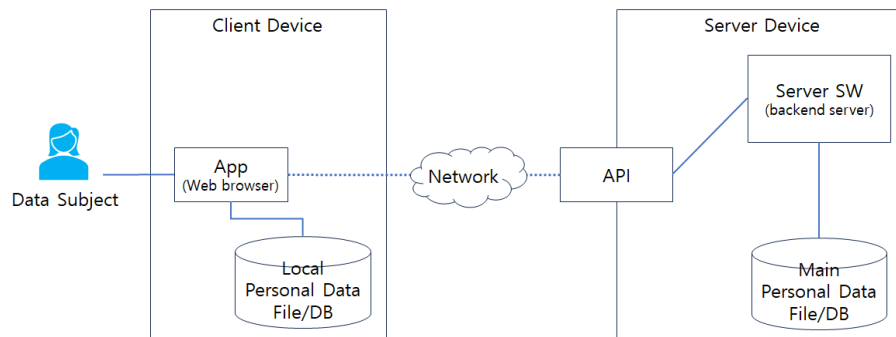 Client Device
Server Device
Data Subject
App
(Web browser)
Network
API
Server SW
(backend server)
Local
Personal Data
File/DB
Main
Personal Data
File/DB